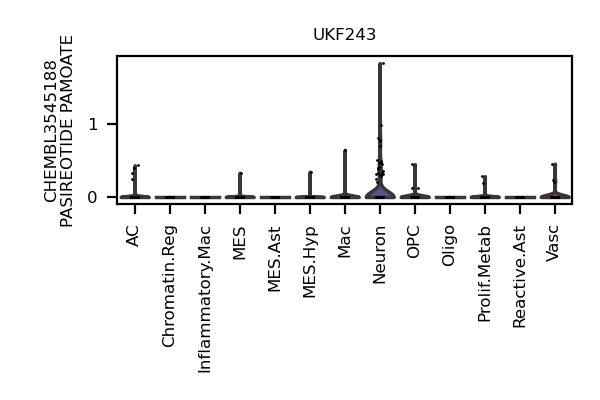 UKF243
CHEMBL3545188
PASIREOTIDE PAMOATE
1
0
AC
Chromatin.Reg
Inflammatory.Mac
MES
MES.Ast
MES.Hyp
Mac
Neuron
OPC
Oligo
Prolif.Metab
Reactive.Ast
Vasc